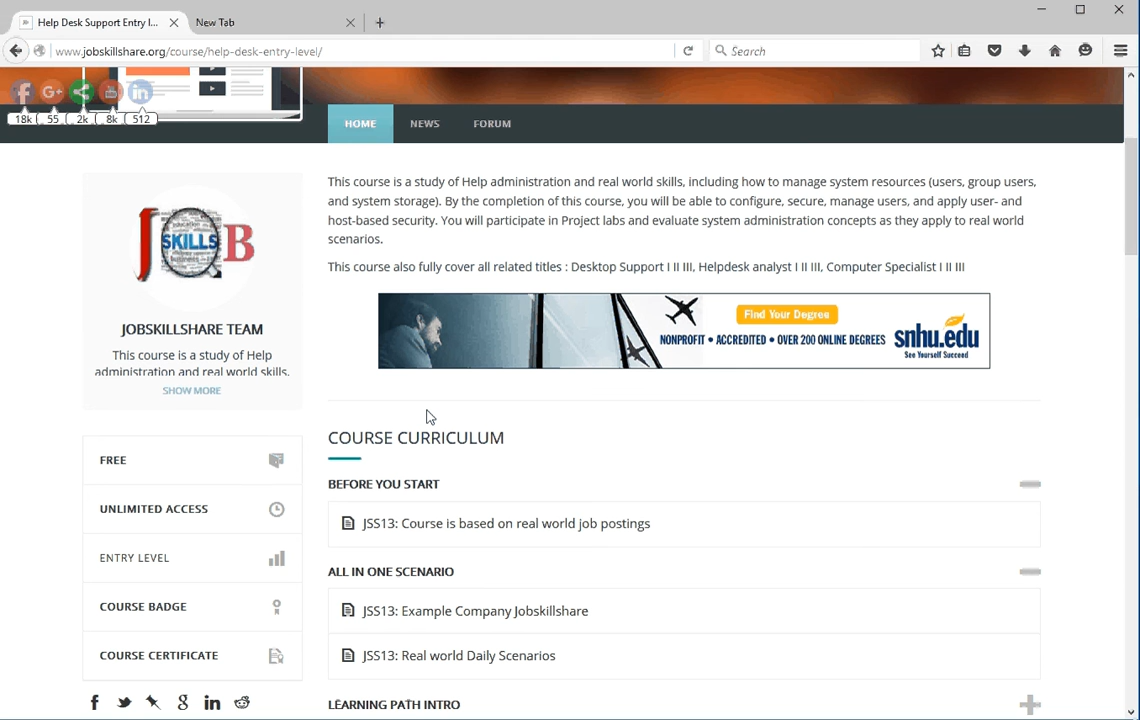 Help Desk Support Entry l...
New Tab
www.jobskillshare.org/course/help-desk-entry-level/
Search
18k 55 2k 8k 512
HOME NEWS FORUM
This course is a study of Help administration and real world skills, including how to manage system resources (users, group users,
and system storage). By the completion of this course, you will be able to configure, secure, manage users, and apply user- and
host-based security. You will participate in Project labs and evaluate system administration concepts as they apply to real world
scenarios.
This course also fully cover all related titles : Desktop Support I II III, Helpdesk analyst I II III, Computer Specialist I II III
J SKILLS B
JOBSKILLSHARE TEAM
This course is a study of Help
administration and real world skills,
SHOW MORE
Find Your Degree
NONPROFIT • ACCREDITED • OVER 200 ONLINE DEGREES
snhu.edu
See Yourself Succeed
FREE
UNLIMITED ACCESS
ENTRY LEVEL
COURSE BADGE
COURSE CERTIFICATE
COURSE CURRICULUM
BEFORE YOU START
JSS13: Course is based on real world job postings
ALL IN ONE SCENARIO
JSS13: Example Company Jobskillshare
JSS13: Real world Daily Scenarios
LEARNING PATH INTRO